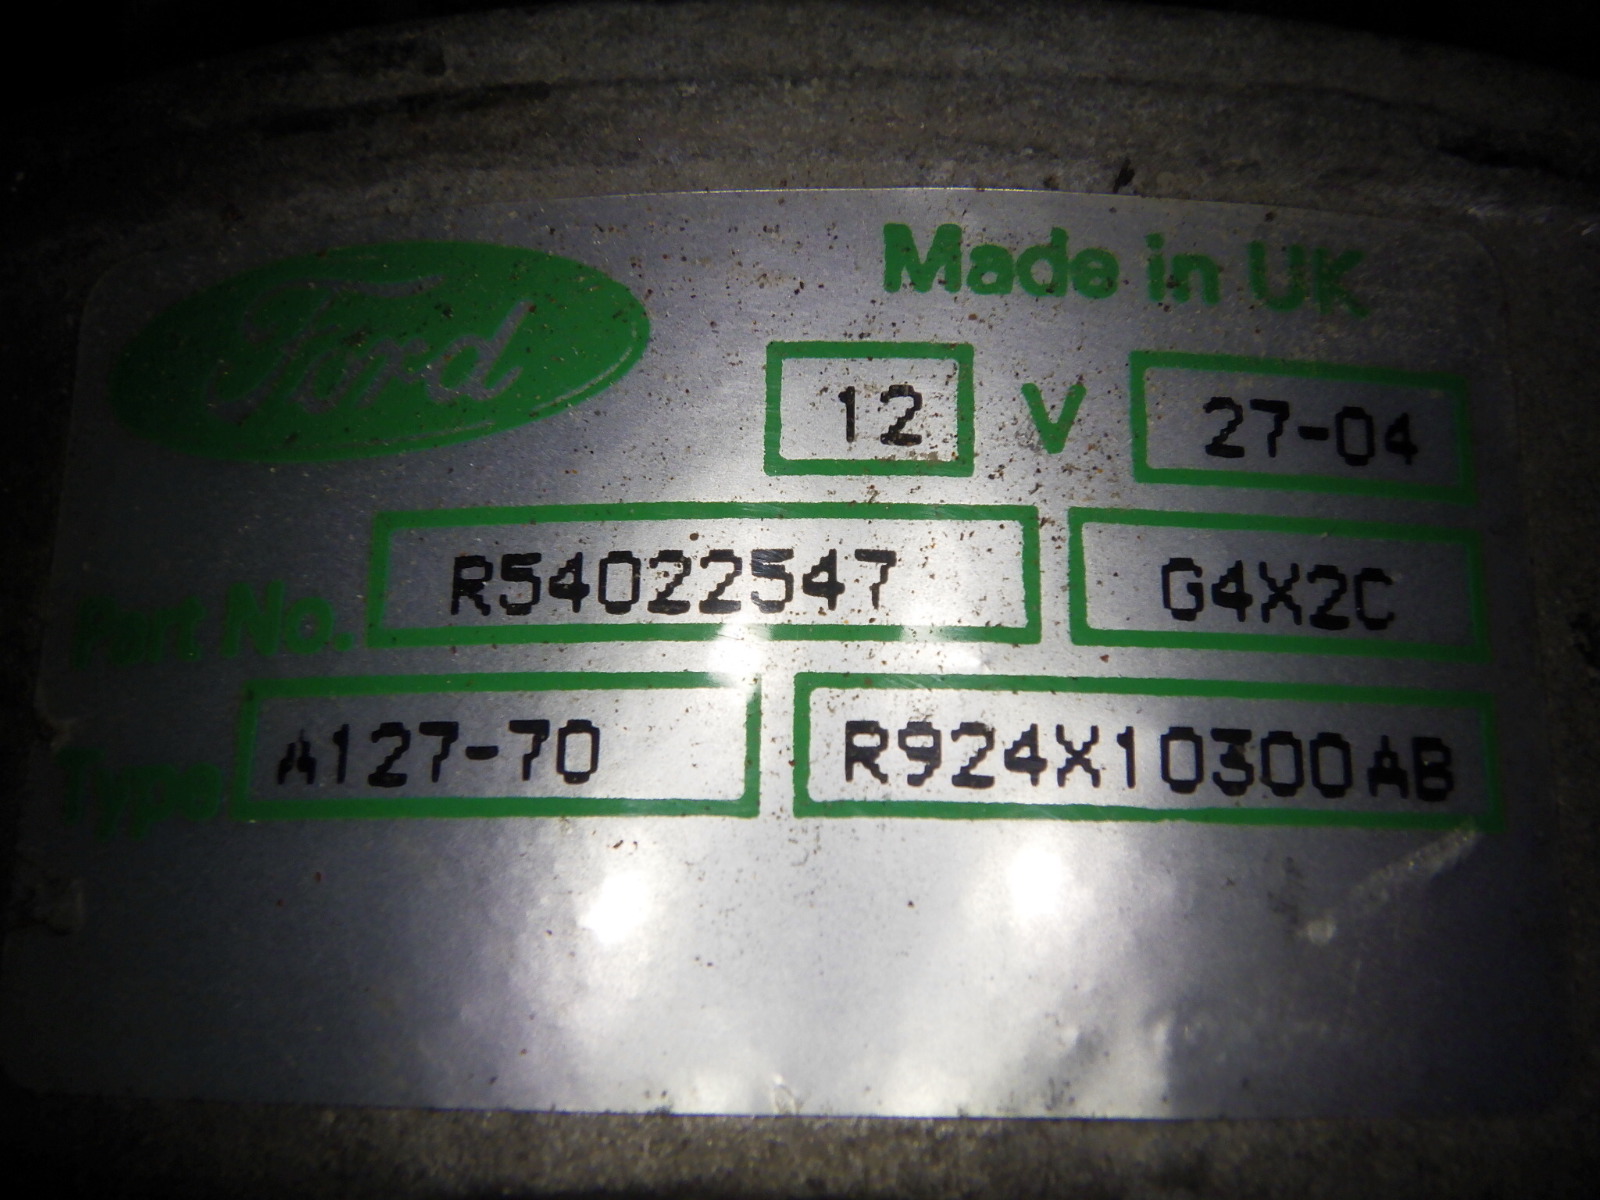 Ford
Made in UK
12 V 27-04
Part No. R54022547 G4X2C
Type A127-70 R924X10300AB